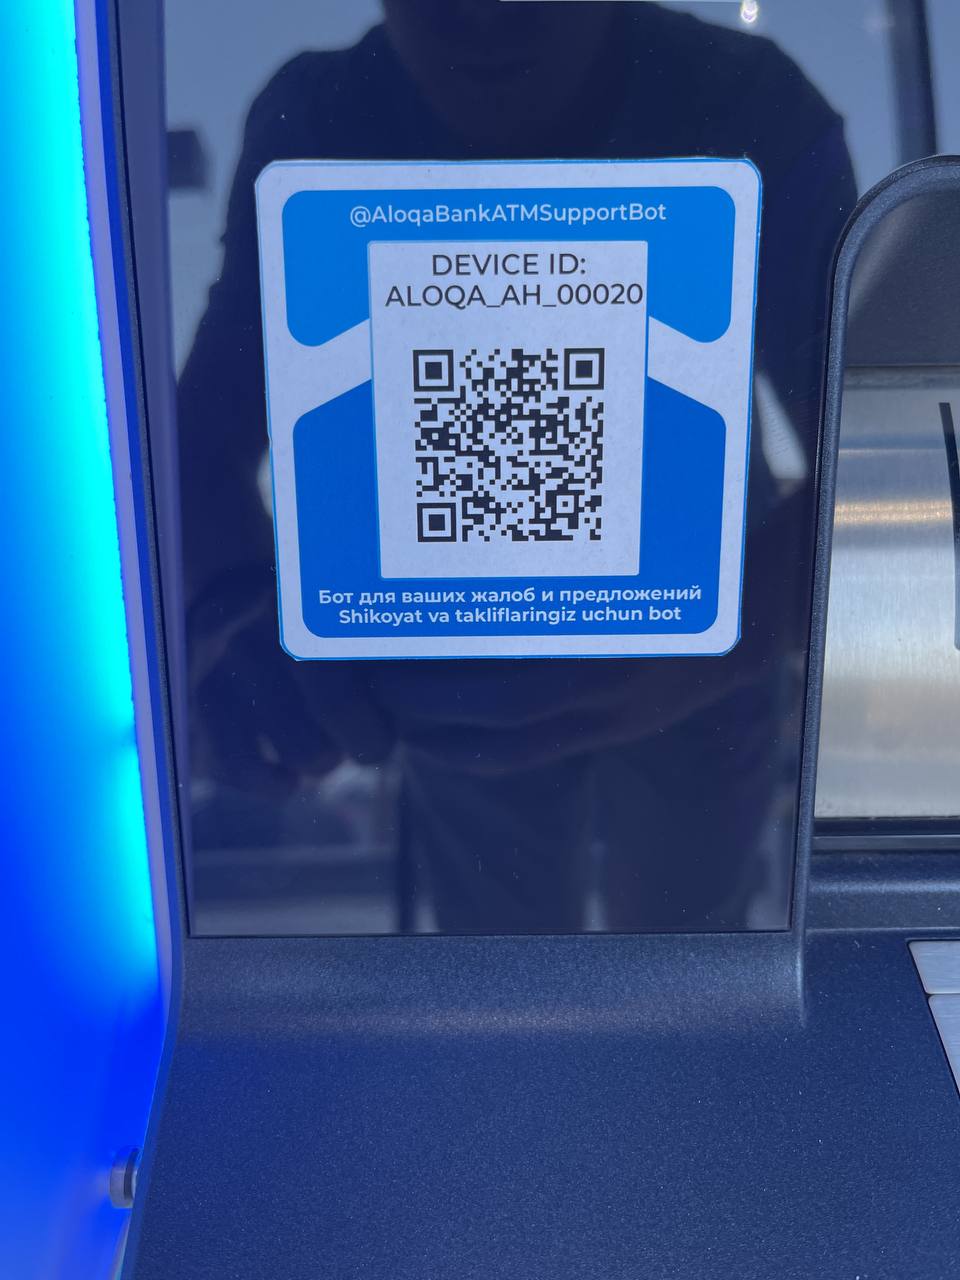 @AloqaBankATMSupportBot
DEVICE ID:
ALOQA_AH_00020
Бот для ваших жалоб и предложений
Shikoyat va takliflaringiz uchun bot